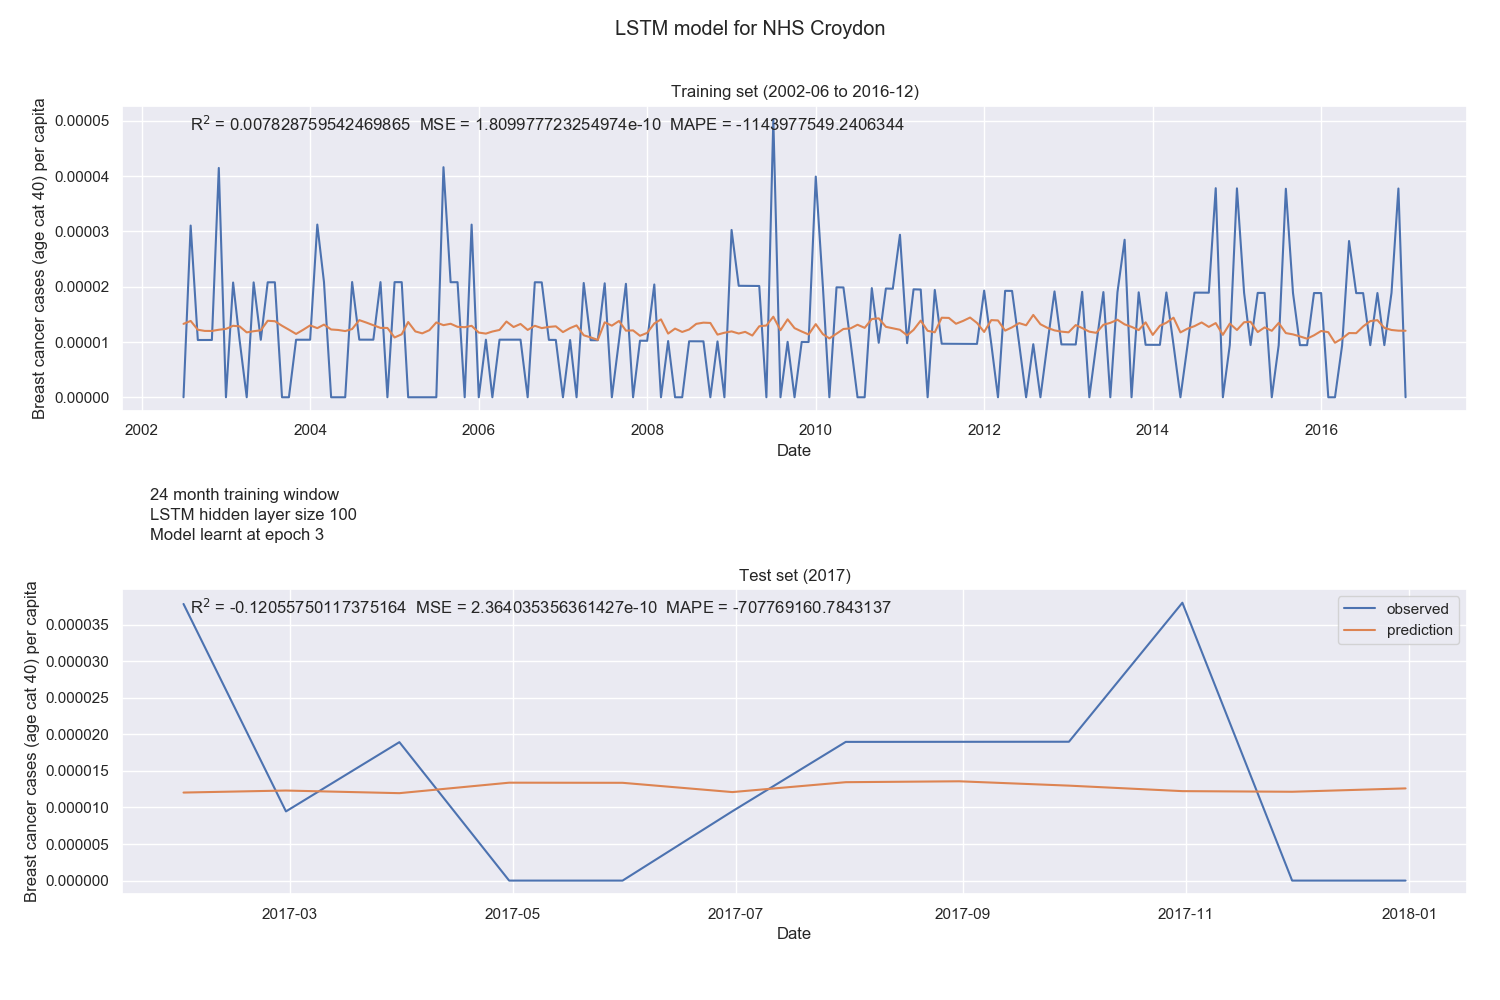 LSTM model for NHS Croydon
Training set (2002-06 to 2016-12)
R² = 0.007828759542469865 MSE = 1.809977723254974e-10 MAPE = -1143977549.2406344
Breast cancer cases (age cat 40) per capita
0.00005
0.00004
0.00003
0.00002
0.00001
0.00000
2002 2004 2006 2008 2010 2012 2014 2016
Date
24 month training window
LSTM hidden layer size 100
Model learnt at epoch 3
Test set (2017)
R² = -0.12055750117375164 MSE = 2.364035356361427e-10 MAPE = -707769160.7843137
observed
prediction
Breast cancer cases (age cat 40) per capita
0.000035
0.000030
0.000025
0.000020
0.000015
0.000010
0.000005
0.000000
2017-03 2017-05 2017-07 2017-09 2017-11 2018-01
Date